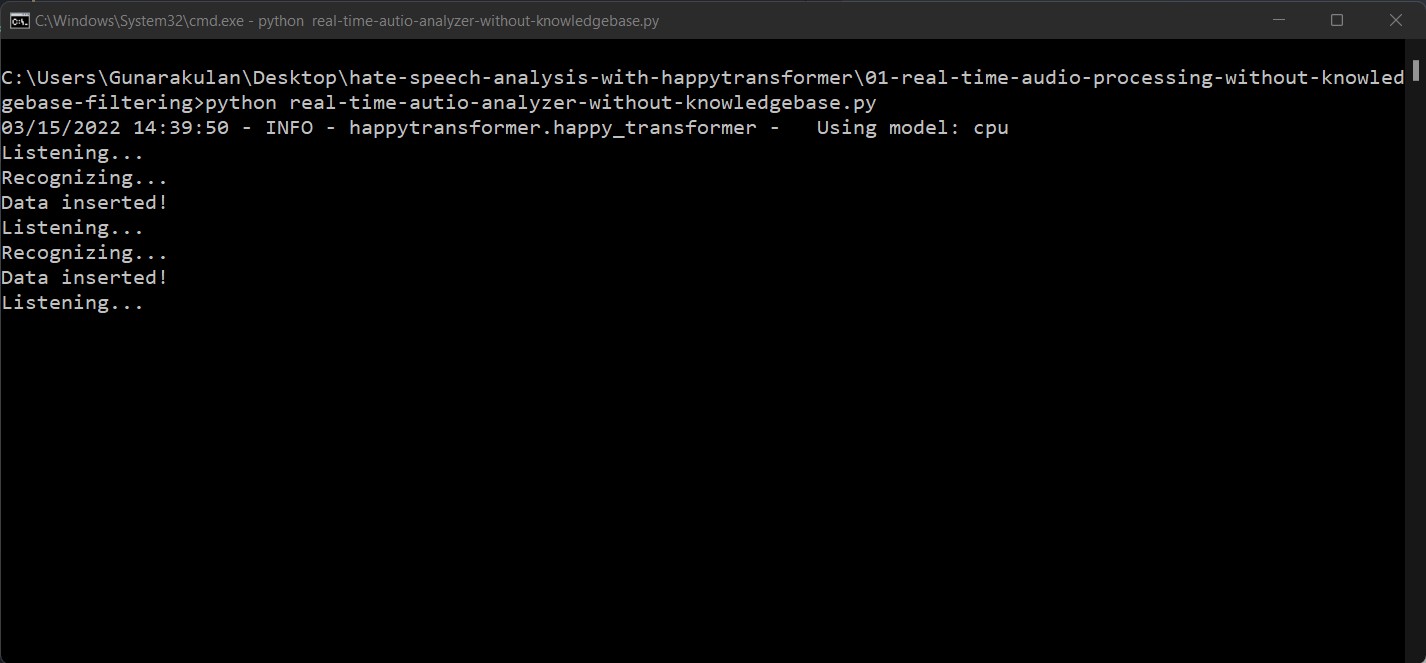 C:\Windows\System32\cmd.exe - python  real-time-autio-analyzer-without-knowledgebase.py
C:\Users\Gunarakulan\Desktop\hate-speech-analysis-with-happytransformer\01-real-time-audio-processing-without-knowled
gebase-filtering>python real-time-autio-analyzer-without-knowledgebase.py
03/15/2022 14:39:50 - INFO - happytransformer.happy_transformer -   Using model: cpu
Listening...
Recognizing...
Data inserted!
Listening...
Recognizing...
Data inserted!
Listening...